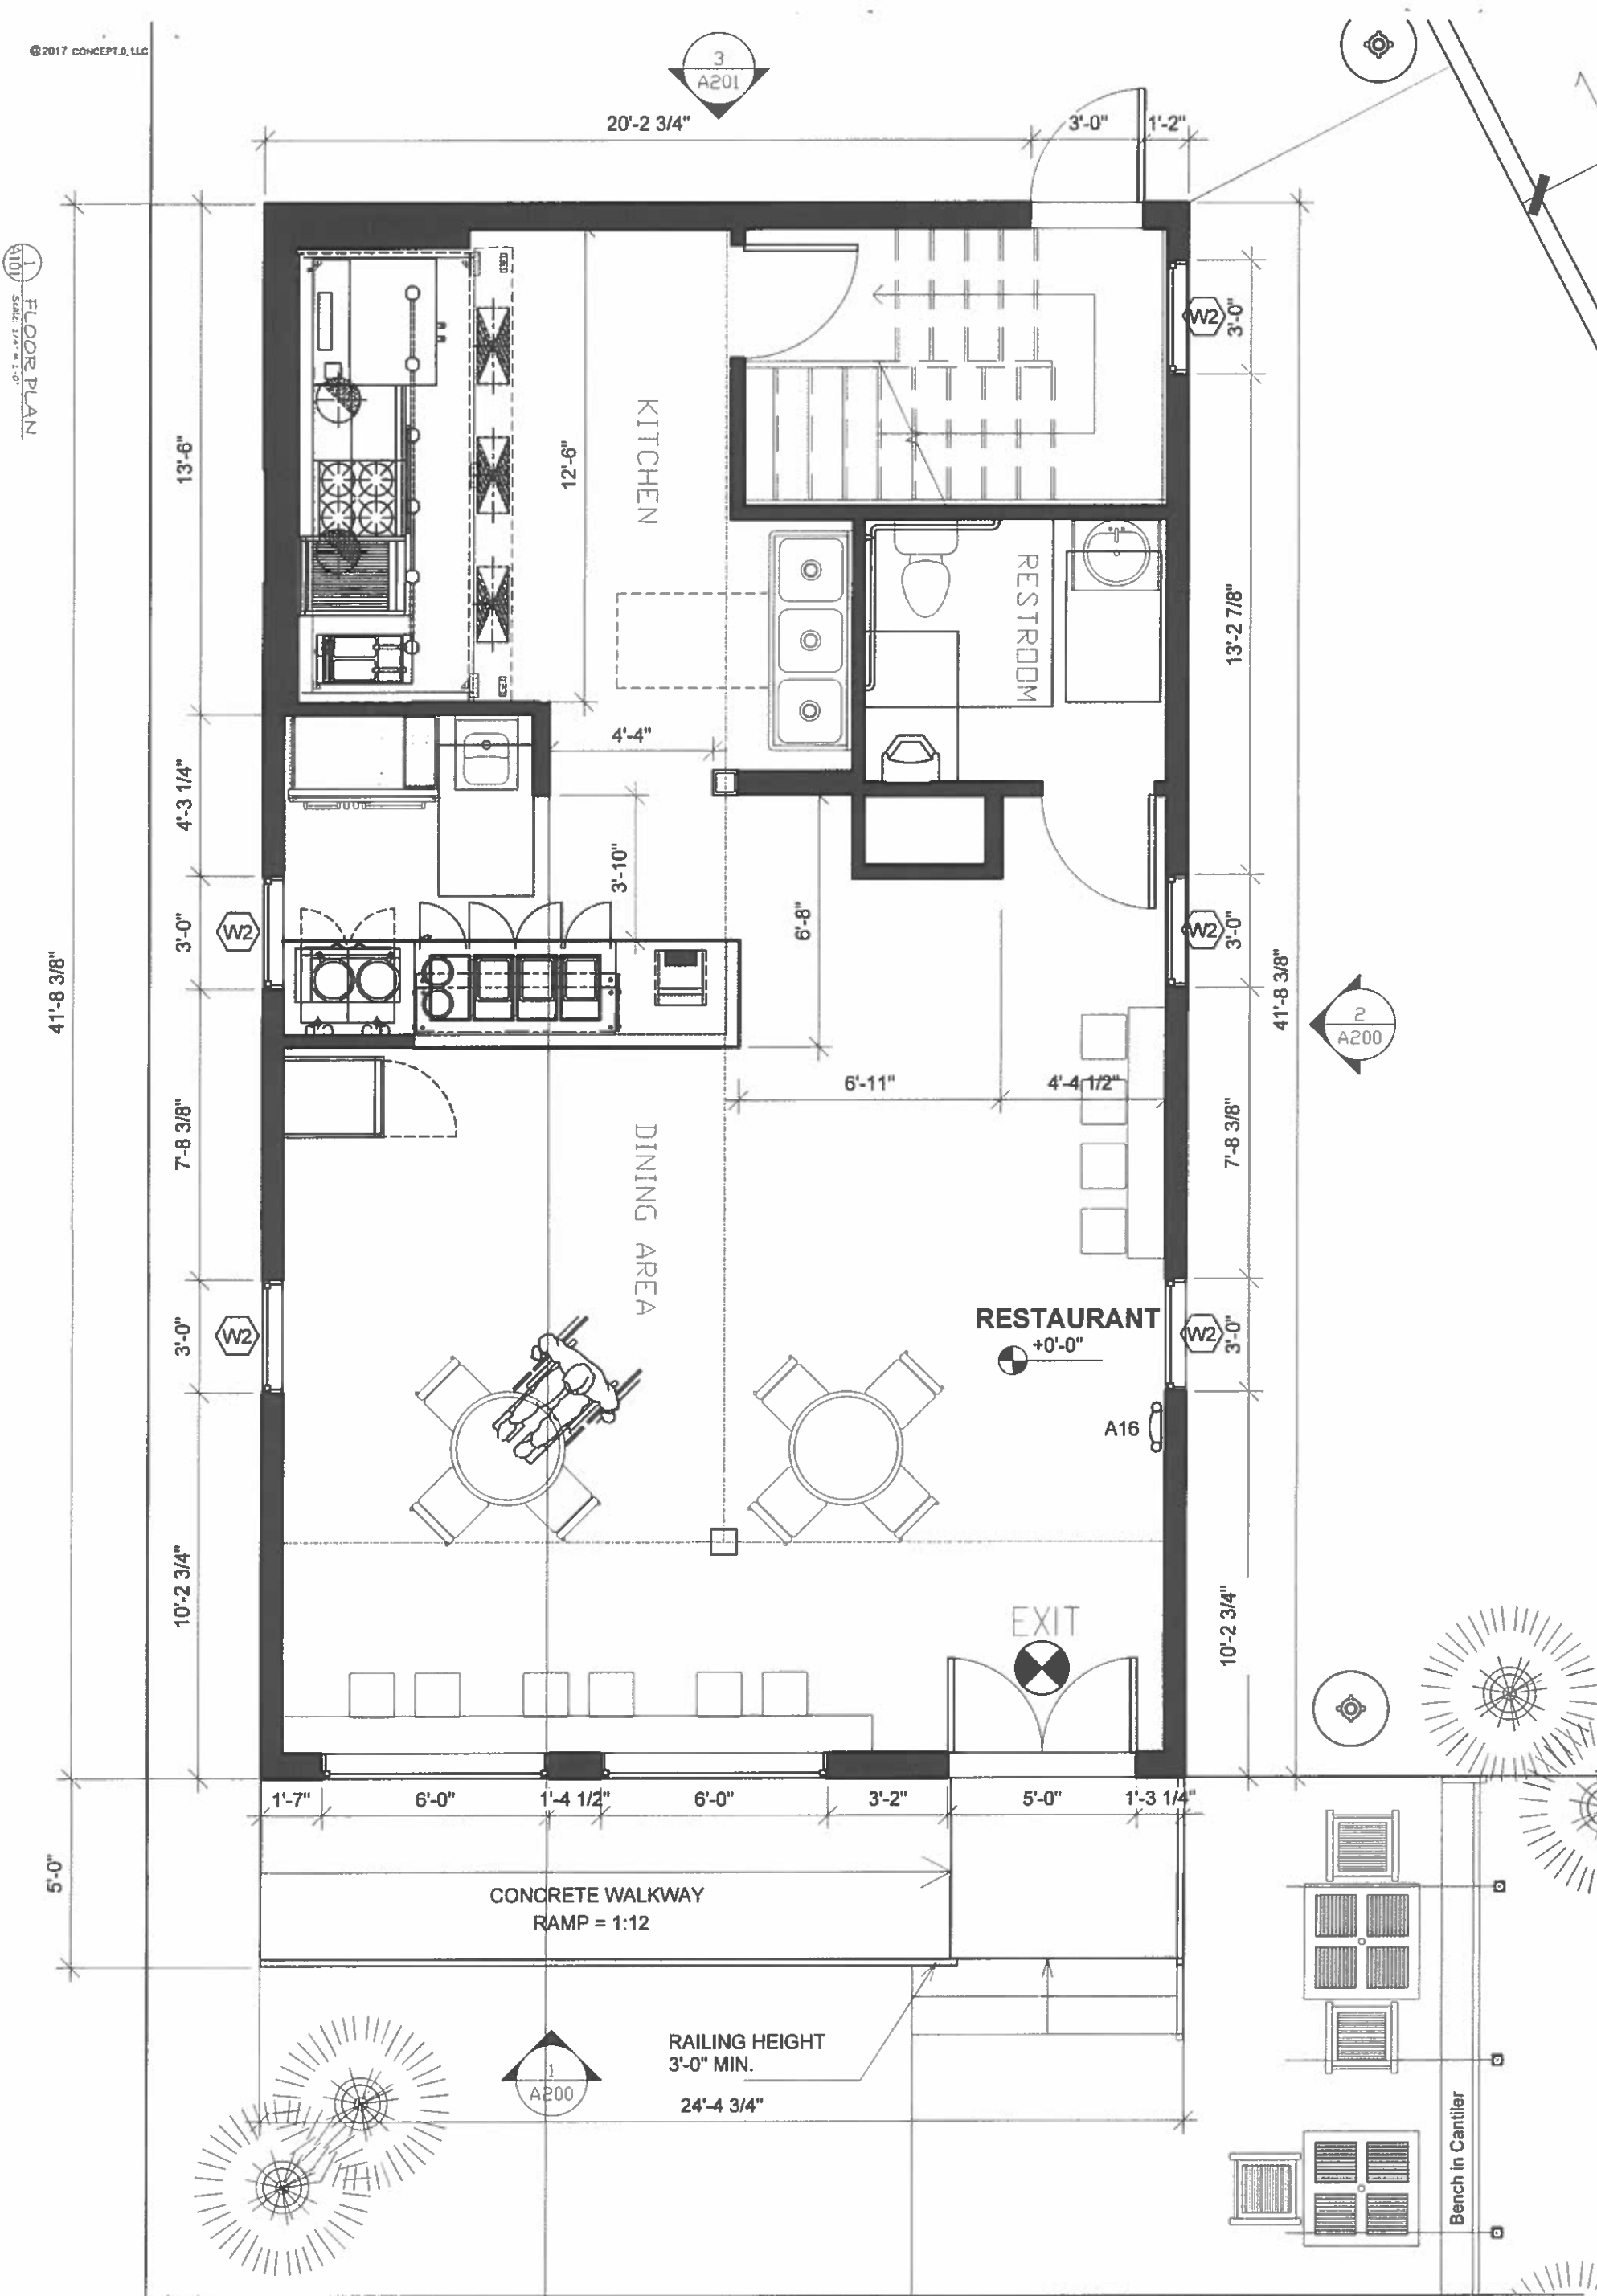 @2017 CONCEPT.0, LLC
3
A201
20'-2 3/4"
3'-0"
1'-2"
1
A101
FLOOR PLAN
Scale: 1/4" = 1'-0"
KITCHEN
12'-6"
13'-6"
W2
3'-0"
RESTROOM
13'-2 7/8"
4'-4"
4'-3 1/4"
3'-10"
6'-8"
3'-0"
W2
W2
3'-0"
41'-8 3/8"
41'-8 3/8"
2
A200
6'-11"
4'-4 1/2"
7'-8 3/8"
7'-8 3/8"
DINING AREA
3'-0"
W2
RESTAURANT
+0'-0"
W2
3'-0"
A16
10'-2 3/4"
10'-2 3/4"
EXIT
1'-7"
6'-0"
1'-4 1/2"
6'-0"
3'-2"
5'-0"
1'-3 1/4"
5'-0"
CONCRETE WALKWAY
RAMP = 1:12
RAILING HEIGHT
3'-0" MIN.
1
A200
24'-4 3/4"
Bench in Cantiler